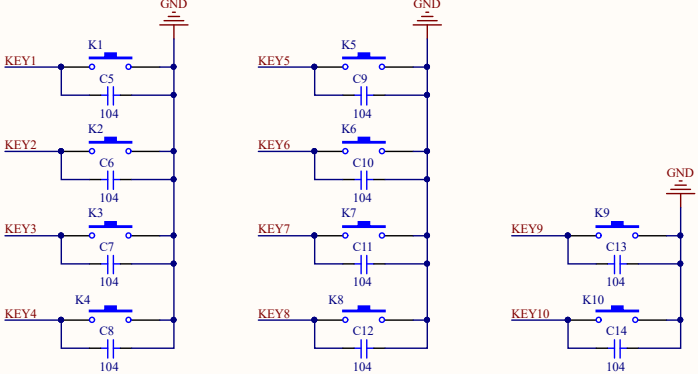 GND
K1
KEY1
C5
104
K2
KEY2
C6
104
K3
KEY3
C7
104
K4
KEY4
C8
104
GND
K5
KEY5
C9
104
K6
KEY6
C10
104
K7
KEY7
C11
104
K8
KEY8
C12
104
GND
K9
KEY9
C13
104
K10
KEY10
C14
104